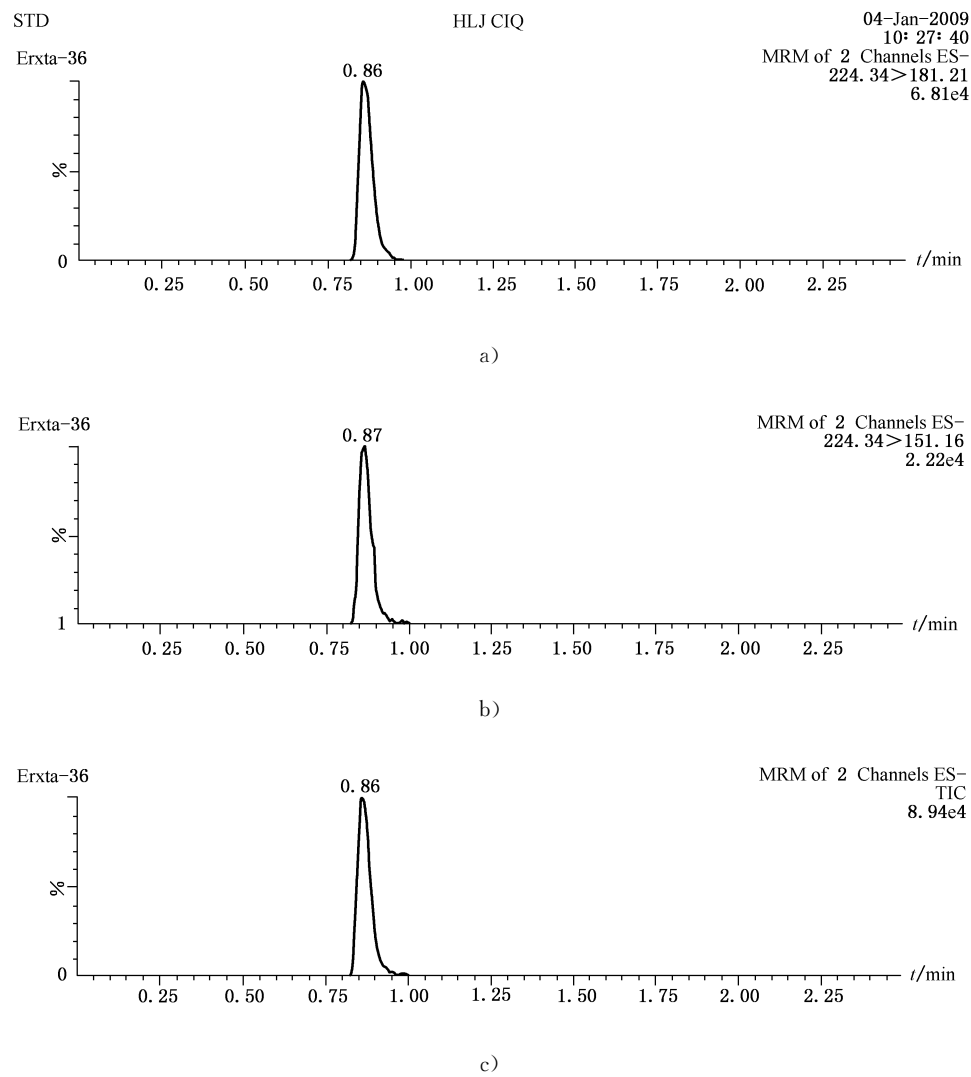 STD HLJ CIQ 04-Jan-2009
10:27:40
Erxta-36 MRM of 2 Channels ES-
0.86 224.34>181.21
6.81e4
%
0 t/min
0.25 0.50 0.75 1.00 1.25 1.50 1.75 2.00 2.25
a)
Erxta-36 MRM of 2 Channels ES-
0.87 224.34>151.16
2.22e4
%
1 t/min
0.25 0.50 0.75 1.00 1.25 1.50 1.75 2.00 2.25
b)
Erxta-36 MRM of 2 Channels ES-
0.86 TIC
8.94e4
%
0 t/min
0.25 0.50 0.75 1.00 1.25 1.50 1.75 2.00 2.25
c)